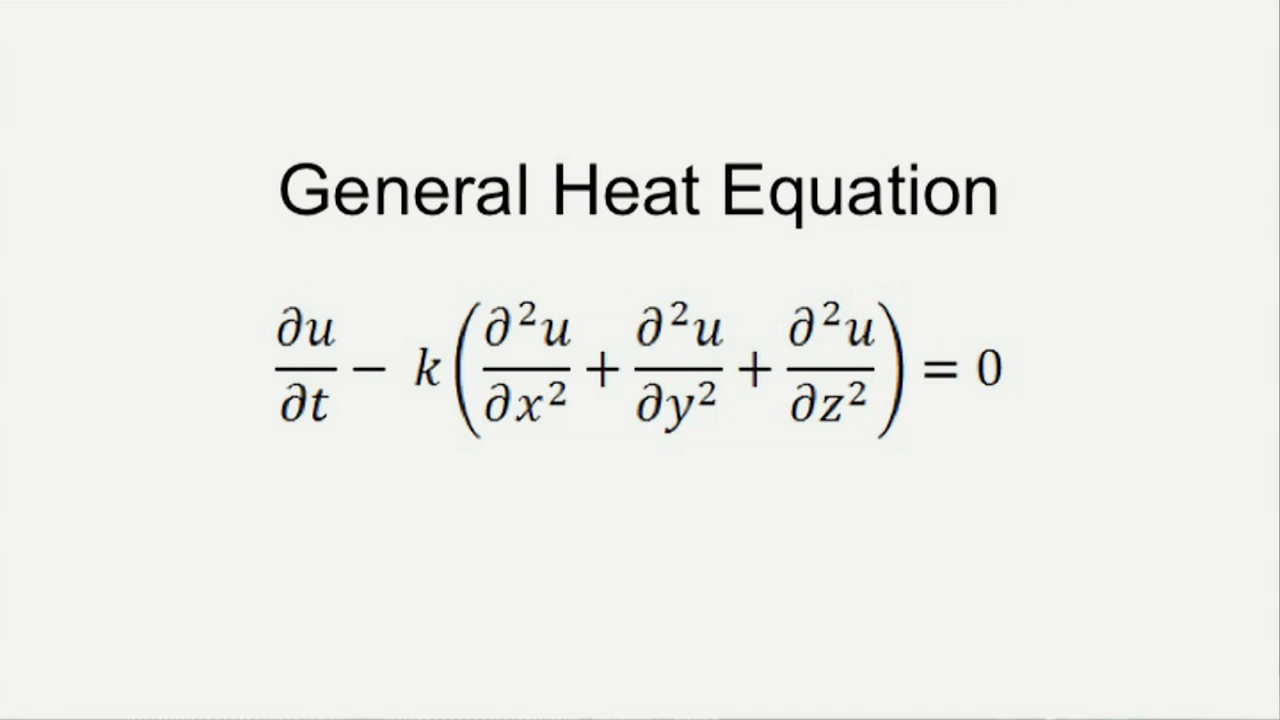 General Heat Equation
∂u/∂t − k(∂²u/∂x² + ∂²u/∂y² + ∂²u/∂z²) = 0